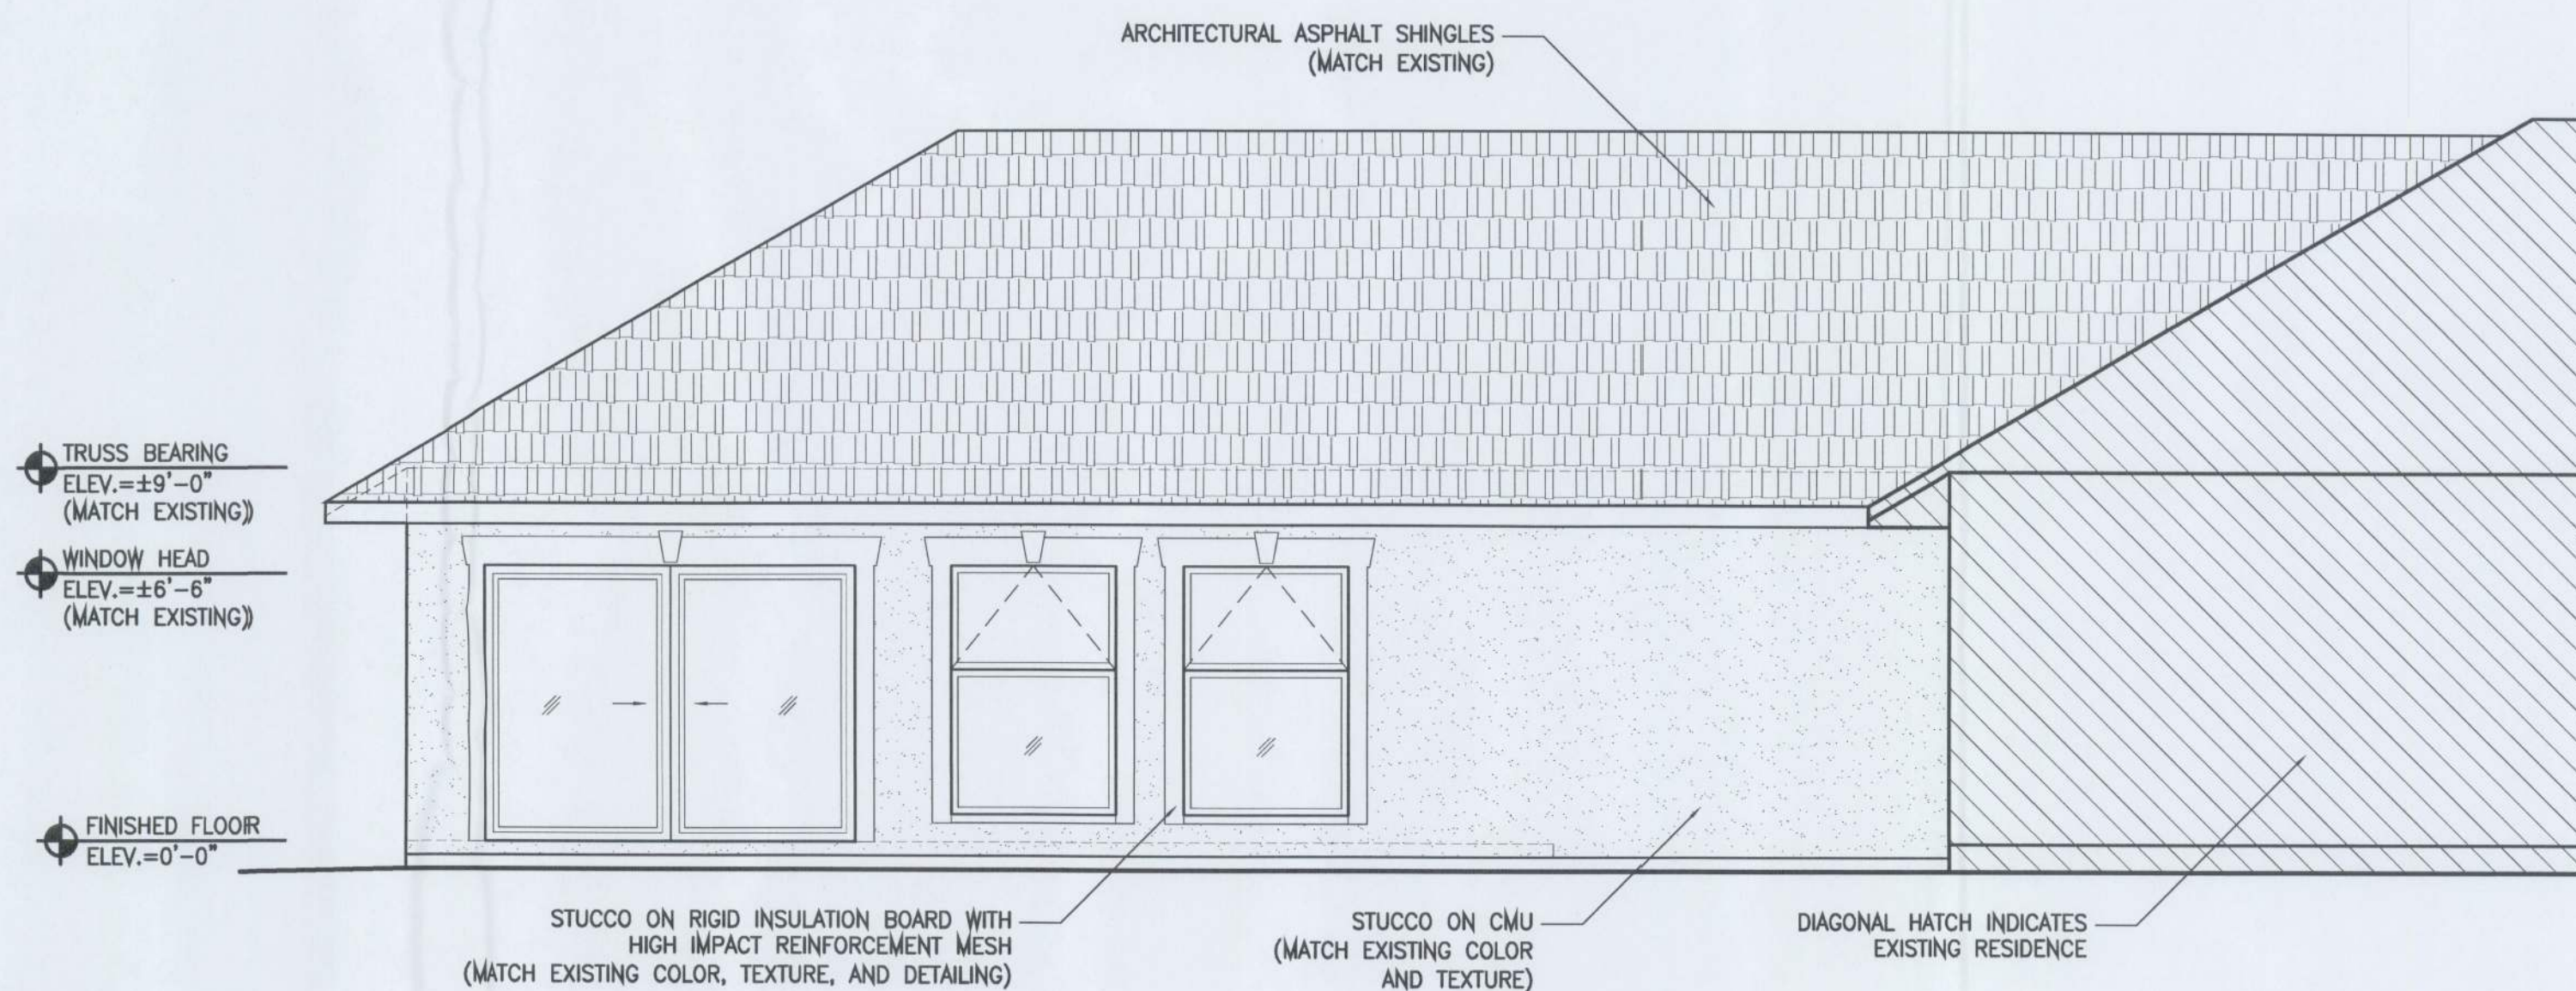 ARCHITECTURAL ASPHALT SHINGLES
(MATCH EXISTING)
TRUSS BEARING
ELEV.=±9'-0"
(MATCH EXISTING))
WINDOW HEAD
ELEV.=±6'-6"
(MATCH EXISTING))
FINISHED FLOOR
ELEV.=0'-0"
STUCCO ON RIGID INSULATION BOARD WITH
HIGH IMPACT REINFORCEMENT MESH
(MATCH EXISTING COLOR, TEXTURE, AND DETAILING)
STUCCO ON CMU
(MATCH EXISTING COLOR
AND TEXTURE)
DIAGONAL HATCH INDICATES
EXISTING RESIDENCE